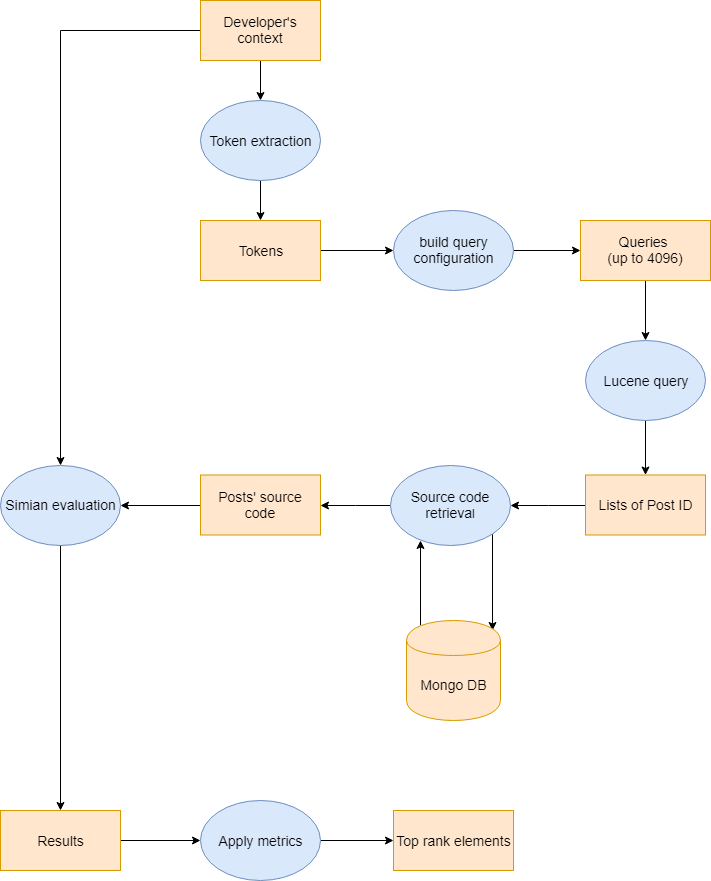 Developer's
context
Token extraction
Tokens
build query
configuration
Queries
(up to 4096)
Lucene query
Simian evaluation
Posts' source
code
Source code
retrieval
Lists of Post ID
Mongo DB
Results
Apply metrics
Top rank elements